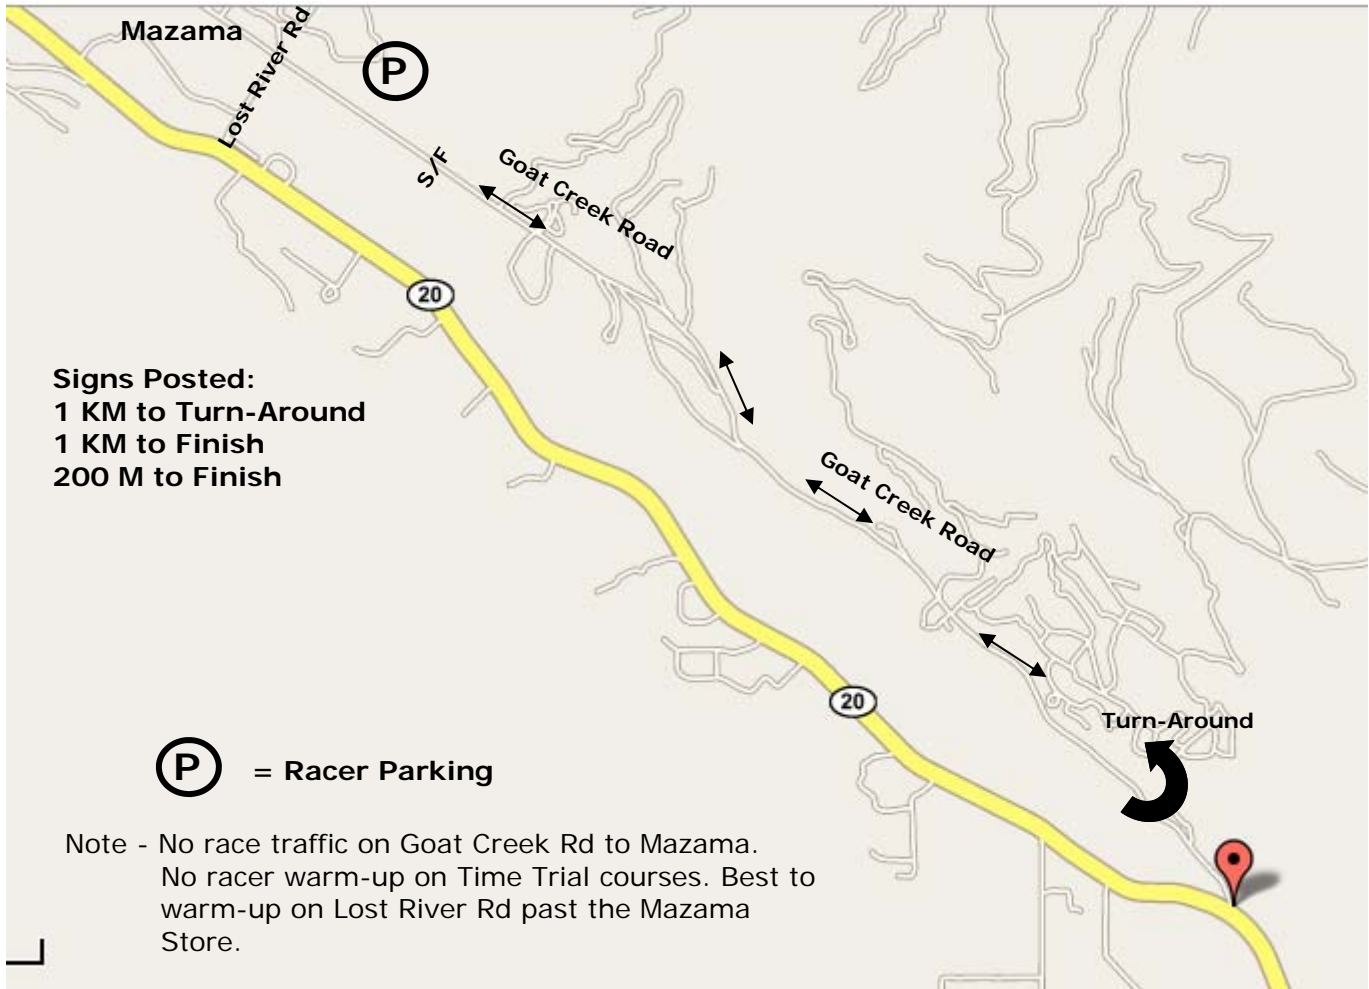 Mazama
Lost River Rd
P
S/F
Goat Creek Road
20
Signs Posted:
1 KM to Turn-Around
1 KM to Finish
200 M to Finish
Goat Creek Road
20
Turn-Around
P = Racer Parking
Note - No race traffic on Goat Creek Rd to Mazama.
No racer warm-up on Time Trial courses. Best to
warm-up on Lost River Rd past the Mazama
Store.